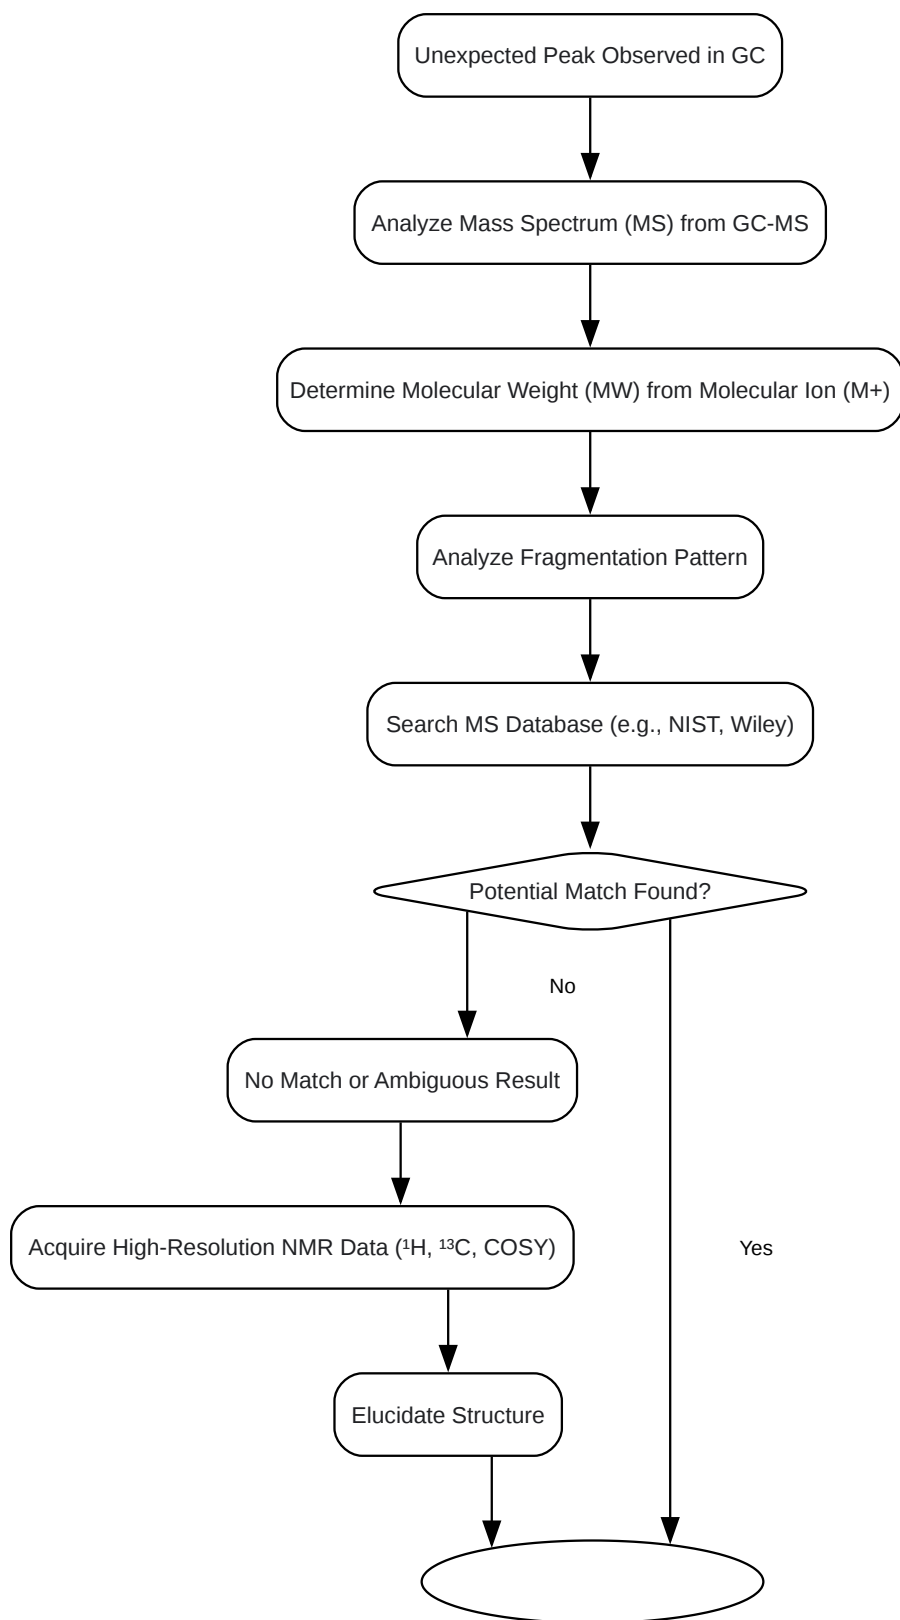 Unexpected Peak Observed in GC
Analyze Mass Spectrum (MS) from GC-MS
Determine Molecular Weight (MW) from Molecular Ion (M+)
Analyze Fragmentation Pattern
Search MS Database (e.g., NIST, Wiley)
Potential Match Found?
No
No Match or Ambiguous Result
Acquire High-Resolution NMR Data (¹H, ¹³C, COSY)
Yes
Elucidate Structure